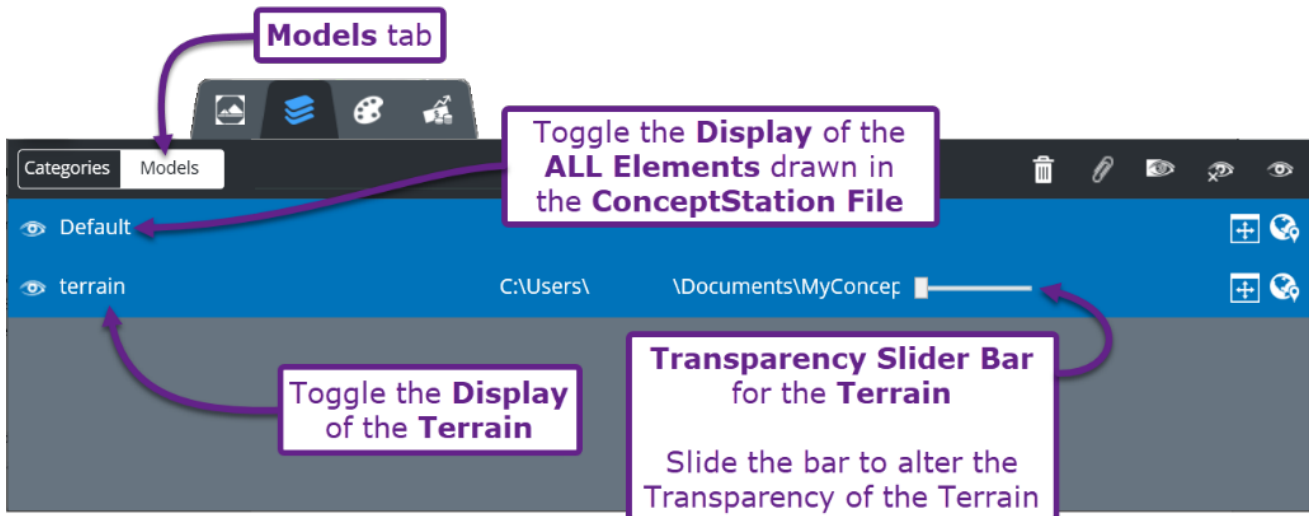 Models tab
Toggle the Display of the
ALL Elements drawn in
the ConceptStation File
Categories Models
Default
terrain C:\Users\ \Documents\MyConcep
Toggle the Display
of the Terrain
Transparency Slider Bar
for the Terrain
Slide the bar to alter the
Transparency of the Terrain